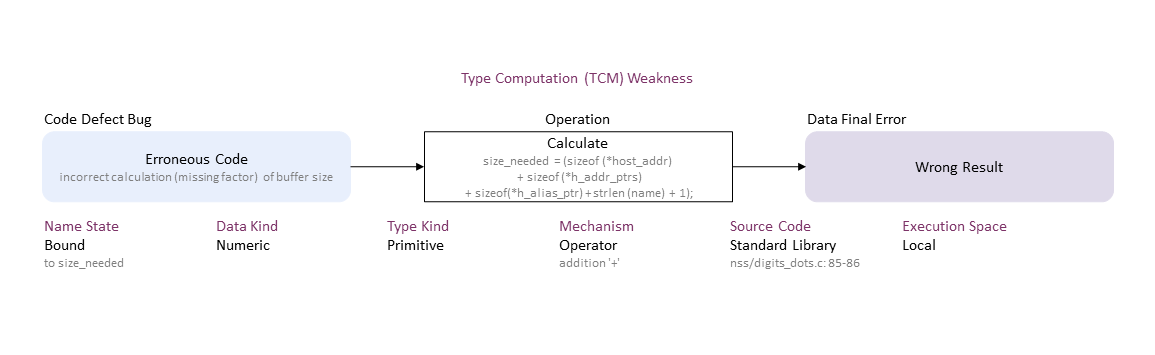 Type Computation (TCM) Weakness
Code Defect Bug
Operation
Data Final Error
Erroneous Code
incorrect calculation (missing factor) of buffer size
Calculate
size_needed = (sizeof (*host_addr)
+ sizeof (*h_addr_ptrs)
+ sizeof(*h_alias_ptr) +strlen (name) + 1);
Wrong Result
Name State
Bound
to size_needed
Data Kind
Numeric
Type Kind
Primitive
Mechanism
Operator
addition '+'
Source Code
Standard Library
nss/digits_dots.c: 85-86
Execution Space
Local